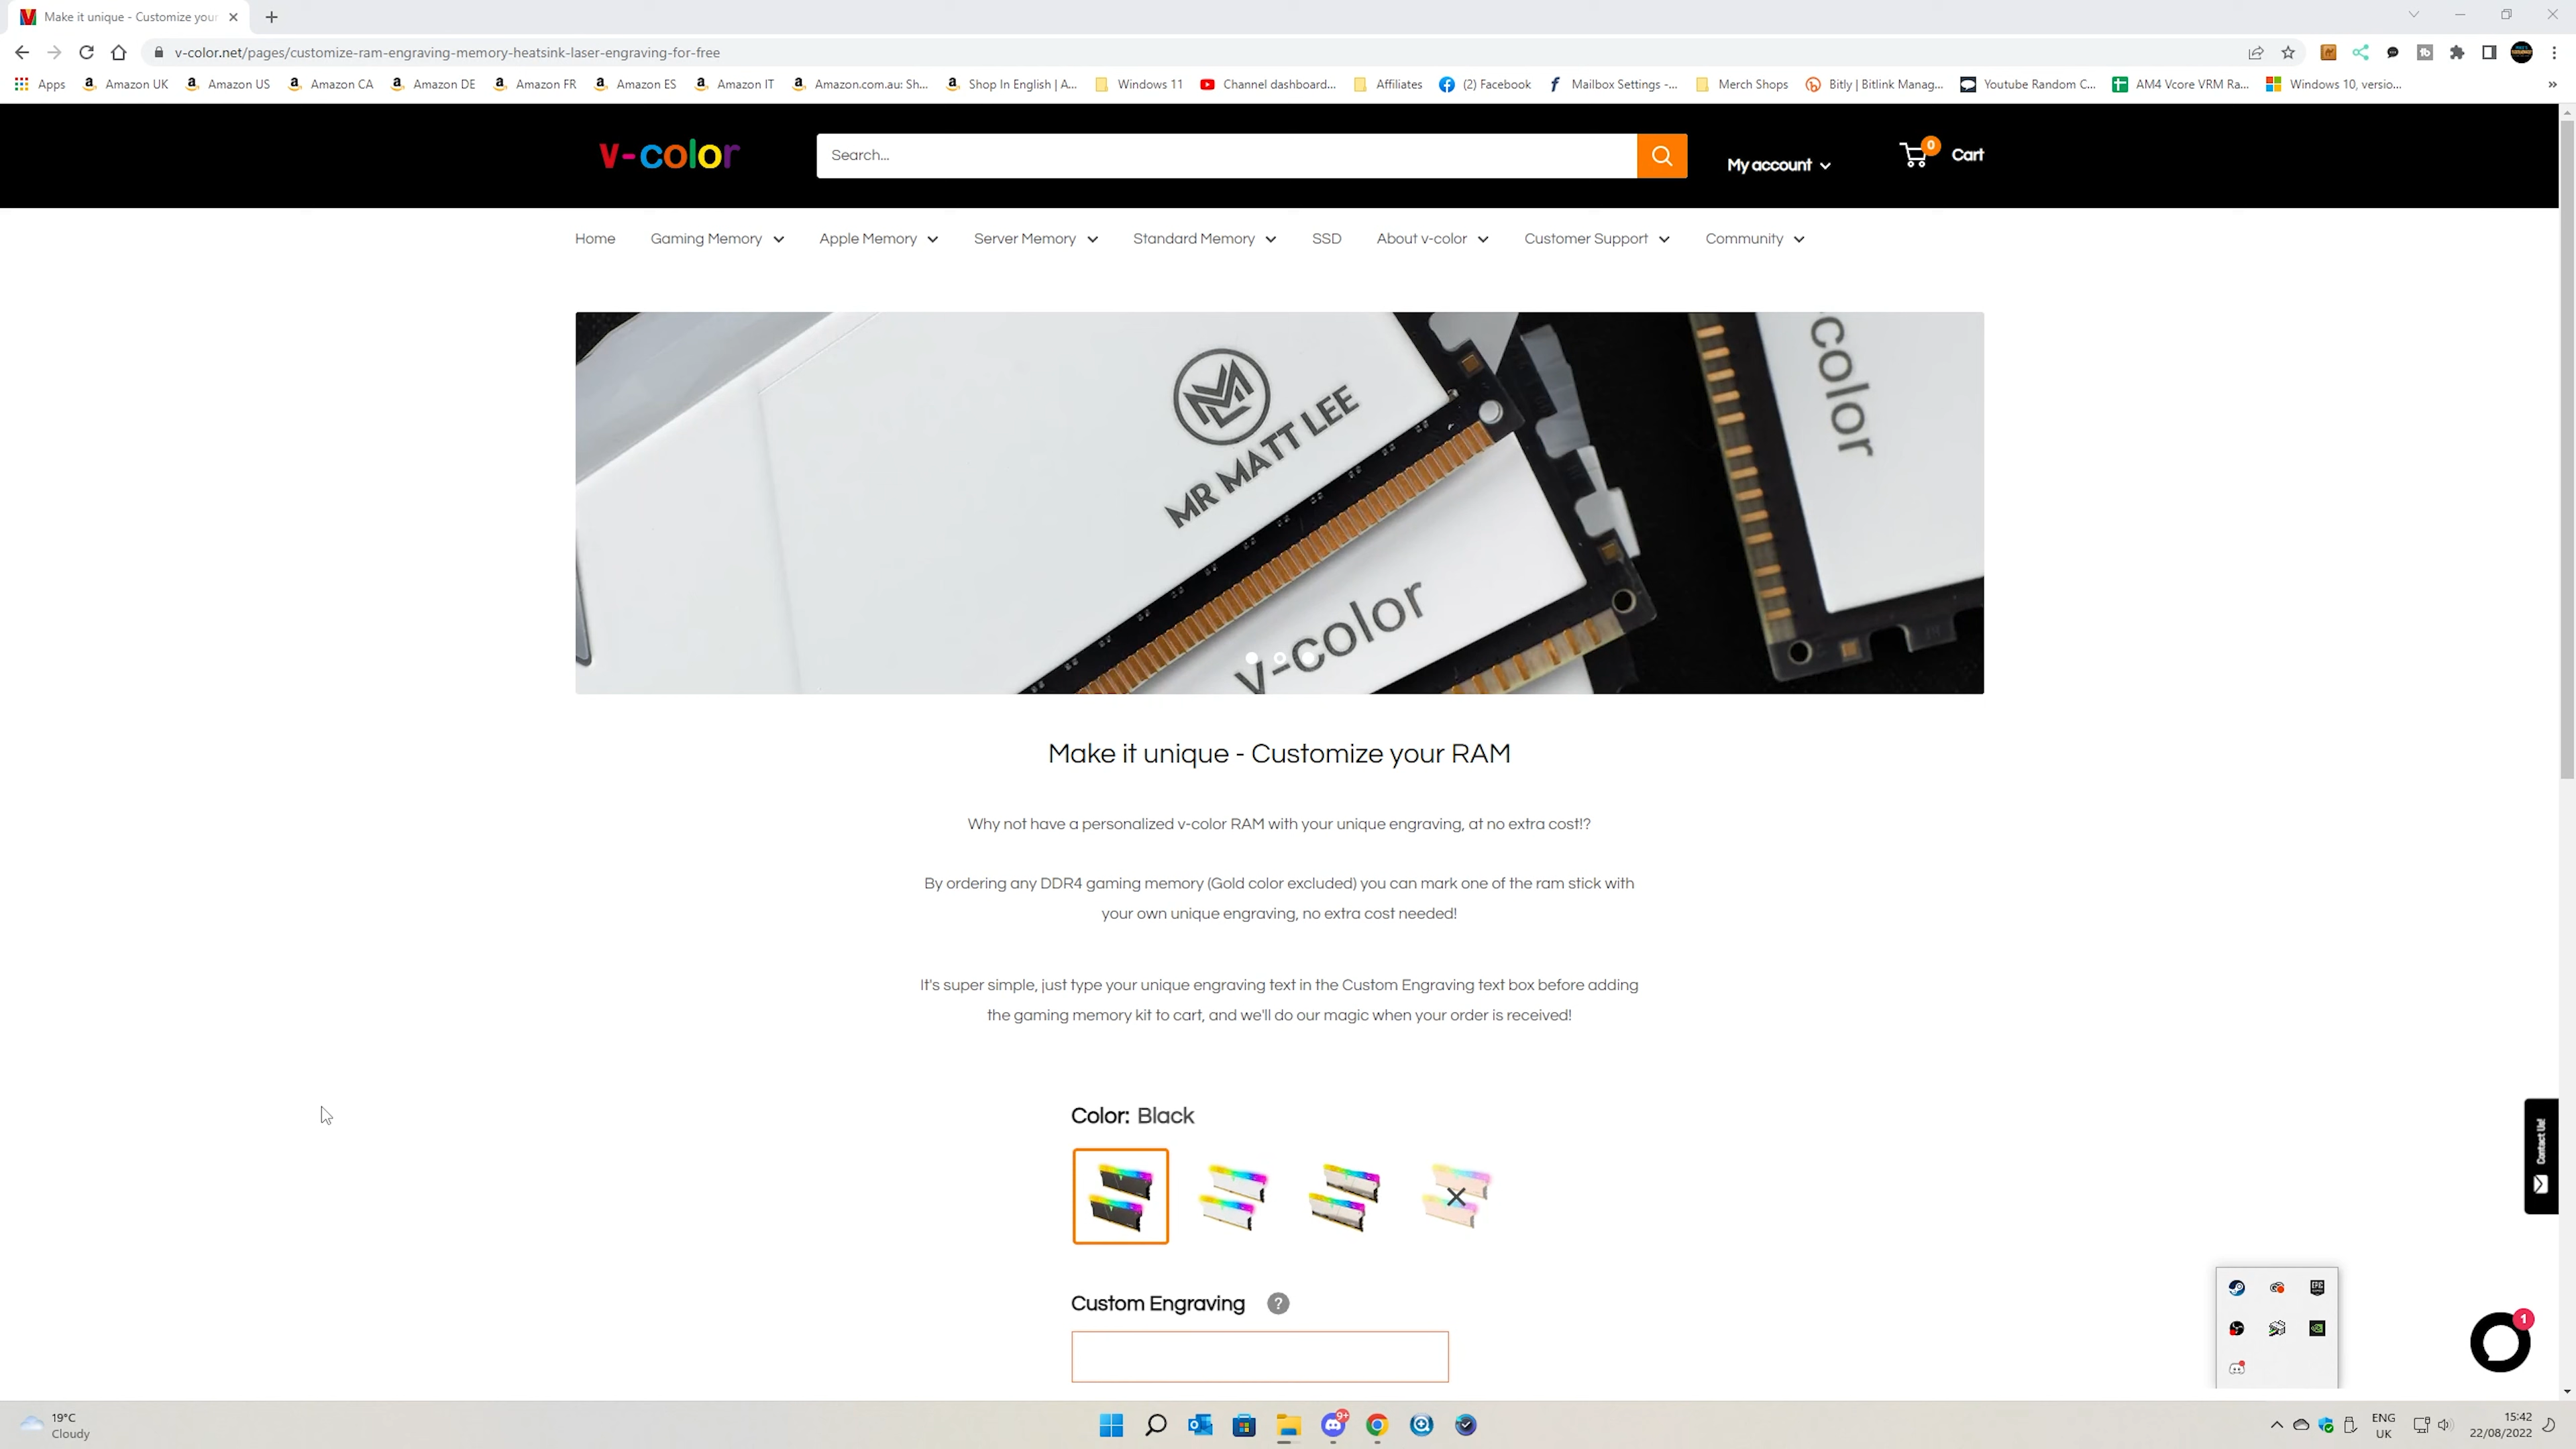 Make it unique - Customize your
v-color.net/pages/customize-ram-engraving-memory-heatsink-laser-engraving-for-free
Apps
Amazon UK
Amazon US
Amazon CA
Amazon DE
Amazon FR
Amazon ES
Amazon IT
Amazon.com.au: Sh...
Shop In English | A...
Windows 11
Channel dashboard...
Affiliates
(2) Facebook
Mailbox Settings -...
Merch Shops
Bitly | Bitlink Manag...
Youtube Random C...
AM4 Vcore VRM Ra...
Windows 10, versio...
v-color
Search...
My account
0
Cart
Home
Gaming Memory
Apple Memory
Server Memory
Standard Memory
SSD
About v-color
Customer Support
Community
MR MATT LEE
v-color
color
Make it unique - Customize your RAM
Why not have a personalized v-color RAM with your unique engraving, at no extra cost!?
By ordering any DDR4 gaming memory (Gold color excluded) you can mark one of the ram stick with
your own unique engraving, no extra cost needed!
It's super simple, just type your unique engraving text in the Custom Engraving text box before adding
the gaming memory kit to cart, and we'll do our magic when your order is received!
Color: Black
Custom Engraving ?
Contact Us!
1
19°C
Cloudy
9+
ENG
UK
15:42
22/08/2022